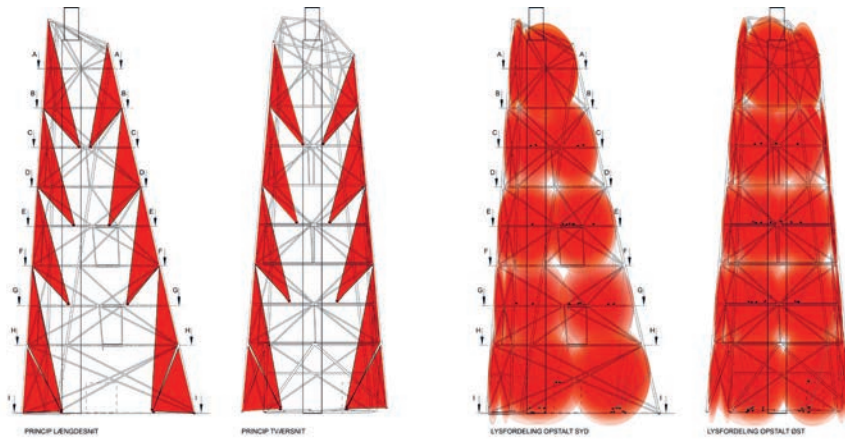 A A
B B
C C
D D
E E
F F
G G
H H
I I
PRINCIP LÆNGDESNIT
PRINCIP TVÆRSNIT
A A
B B
C C
D D
E E
F F
G G
H H
I I
LYSFORDELING OPSTALT SYD
LYSFORDELING OPSTALT ØST